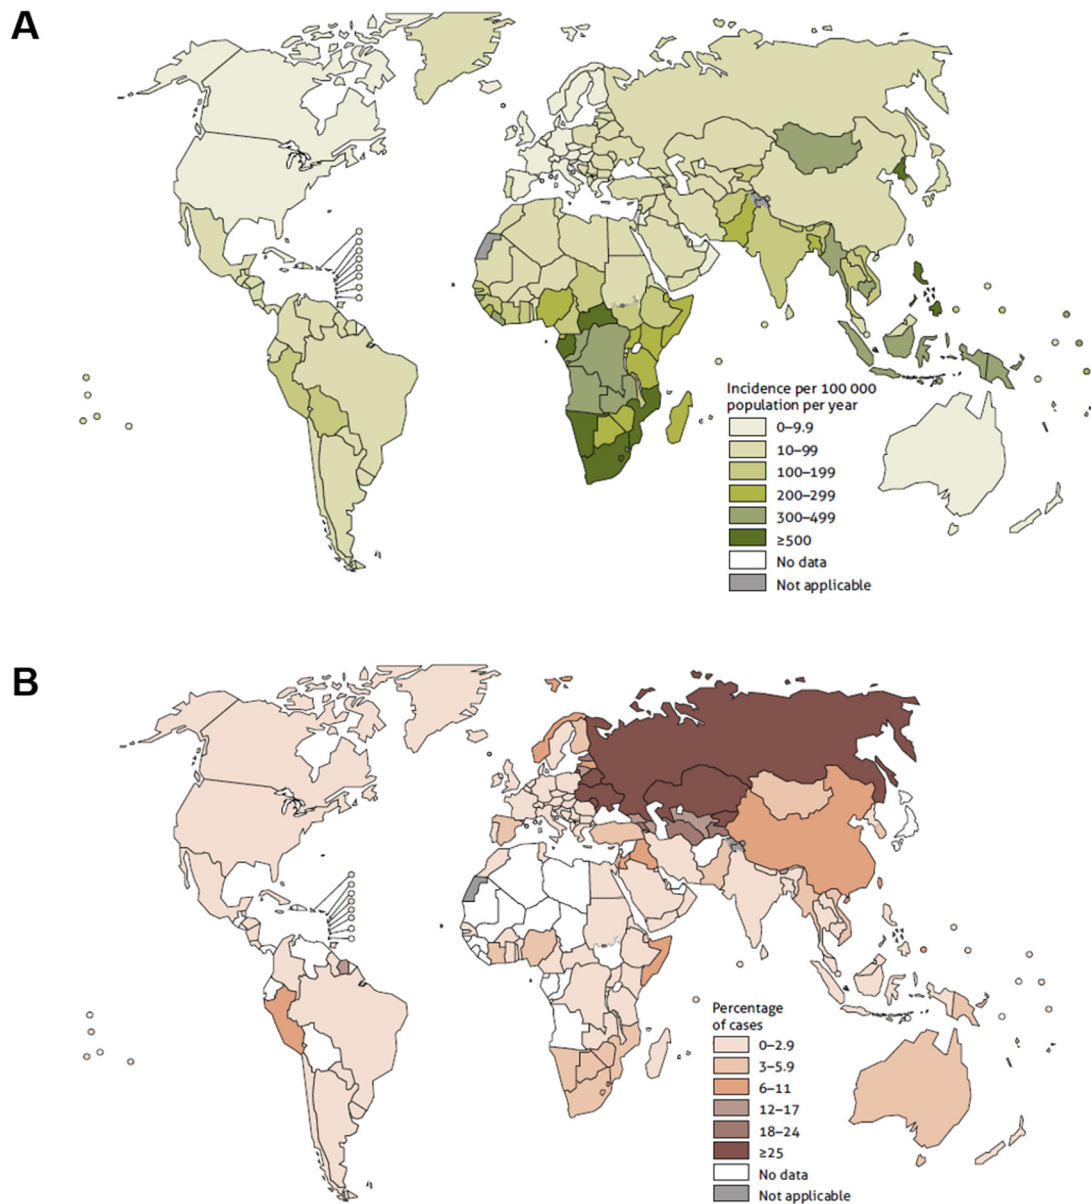 A
Incidence per 100 000
population per year
0–9.9
10–99
100–199
200–299
300–499
≥500
No data
Not applicable
B
Percentage
of cases
0–2.9
3–5.9
6–11
12–17
18–24
≥25
No data
Not applicable